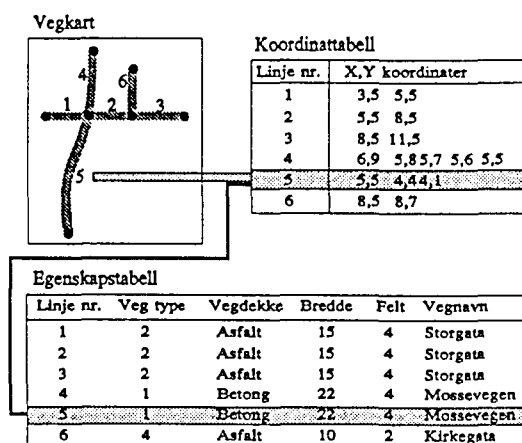 Vegkart
4
6
1 2 3
5
Koordinattabell
Linje nr. X,Y koordinater
1 3,5 5,5
2 5,5 8,5
3 8,5 11,5
4 6,9 5,8 5,7 5,6 5,5
5 5,5 4,4 4,1
6 8,5 8,7
Egenskapstabell
Linje nr. Veg type Vegdekke Bredde Felt Vegnavn
1 2 Asfalt 15 4 Storgata
2 2 Asfalt 15 4 Storgata
3 2 Asfalt 15 4 Storgata
4 1 Betong 22 4 Mossevegen
5 1 Betong 22 4 Mossevegen
6 4 Asfalt 10 2 Kirkegata